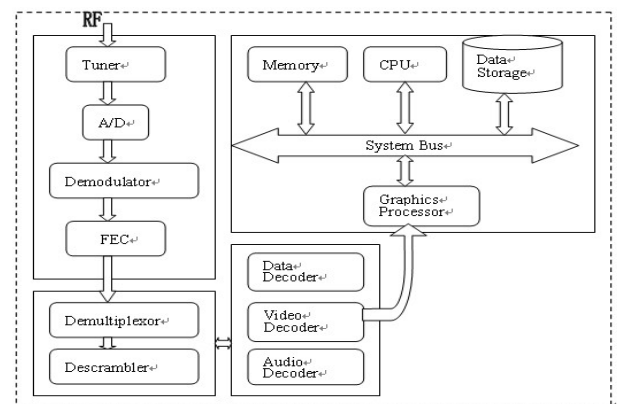 RF
Tuner
A/D
Demodulator
FEC
Demultiplexor
Descrambler
Memory
CPU
Data
Storage
System Bus
Graphics
Processor
Data
Decoder
Video
Decoder
Audio
Decoder